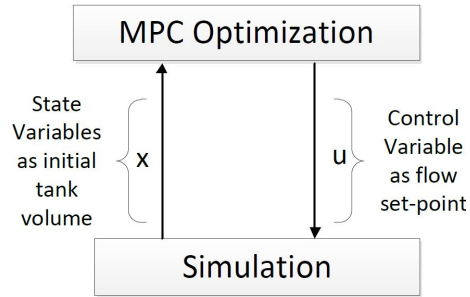 MPC Optimization
State
Variables
as initial
tank
volume
x
u
Control
Variable
as flow
set-point
Simulation